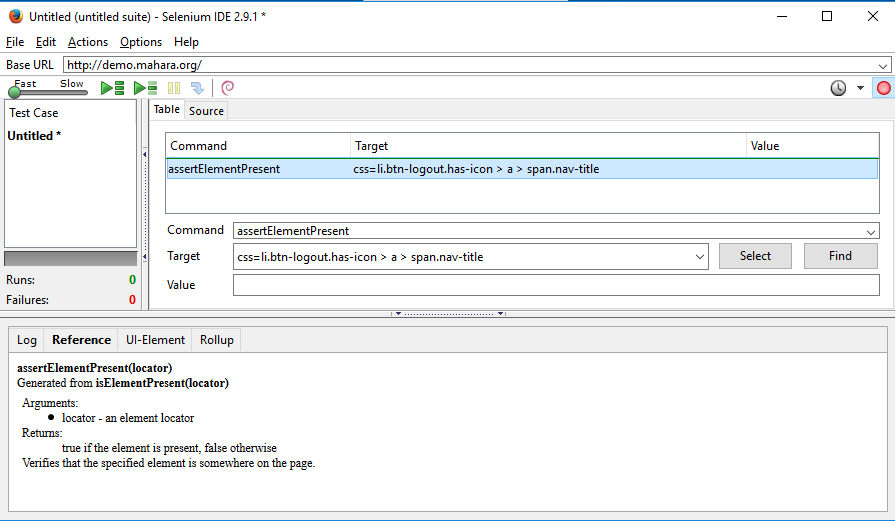 Untitled (untitled suite) - Selenium IDE 2.9.1 *
File Edit Actions Options Help
Base URL http://demo.mahara.org/
Fast Slow
Test Case
Untitled *
Runs: 0
Failures: 0
Table Source
Command Target Value
assertElementPresent css=li.btn-logout.has-icon > a > span.nav-title
Command assertElementPresent
Target css=li.btn-logout.has-icon > a > span.nav-title Select Find
Value
Log Reference UI-Element Rollup
assertElementPresent(locator)
Generated from isElementPresent(locator)
Arguments:
● locator - an element locator
Returns:
true if the element is present, false otherwise
Verifies that the specified element is somewhere on the page.